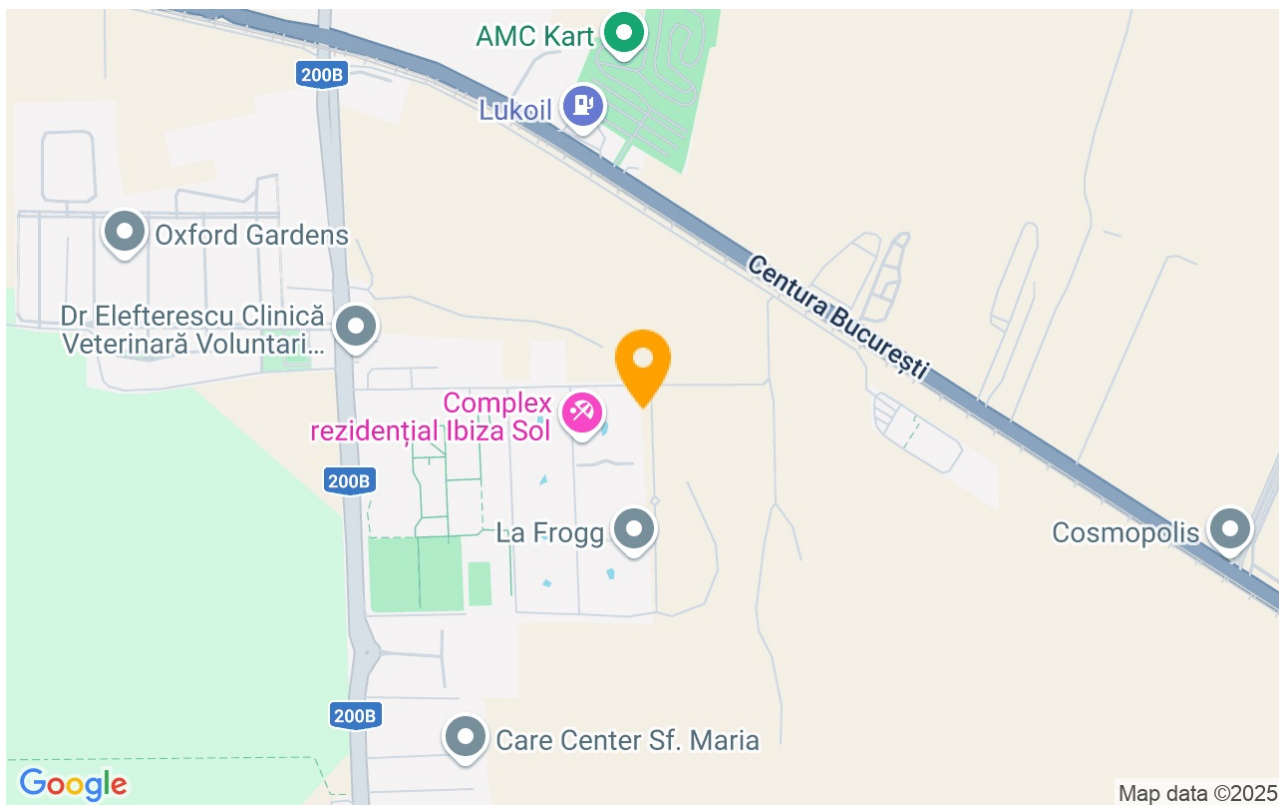 AMC Kart
200B
Lukoil
Oxford Gardens
Centura București
Dr Elefterescu Clinică
Veterinară Voluntari...
Complex
rezidențial Ibiza Sol
200B
La Frogg
Cosmopolis
200B
Care Center Sf. Maria
Google
Map data ©2025